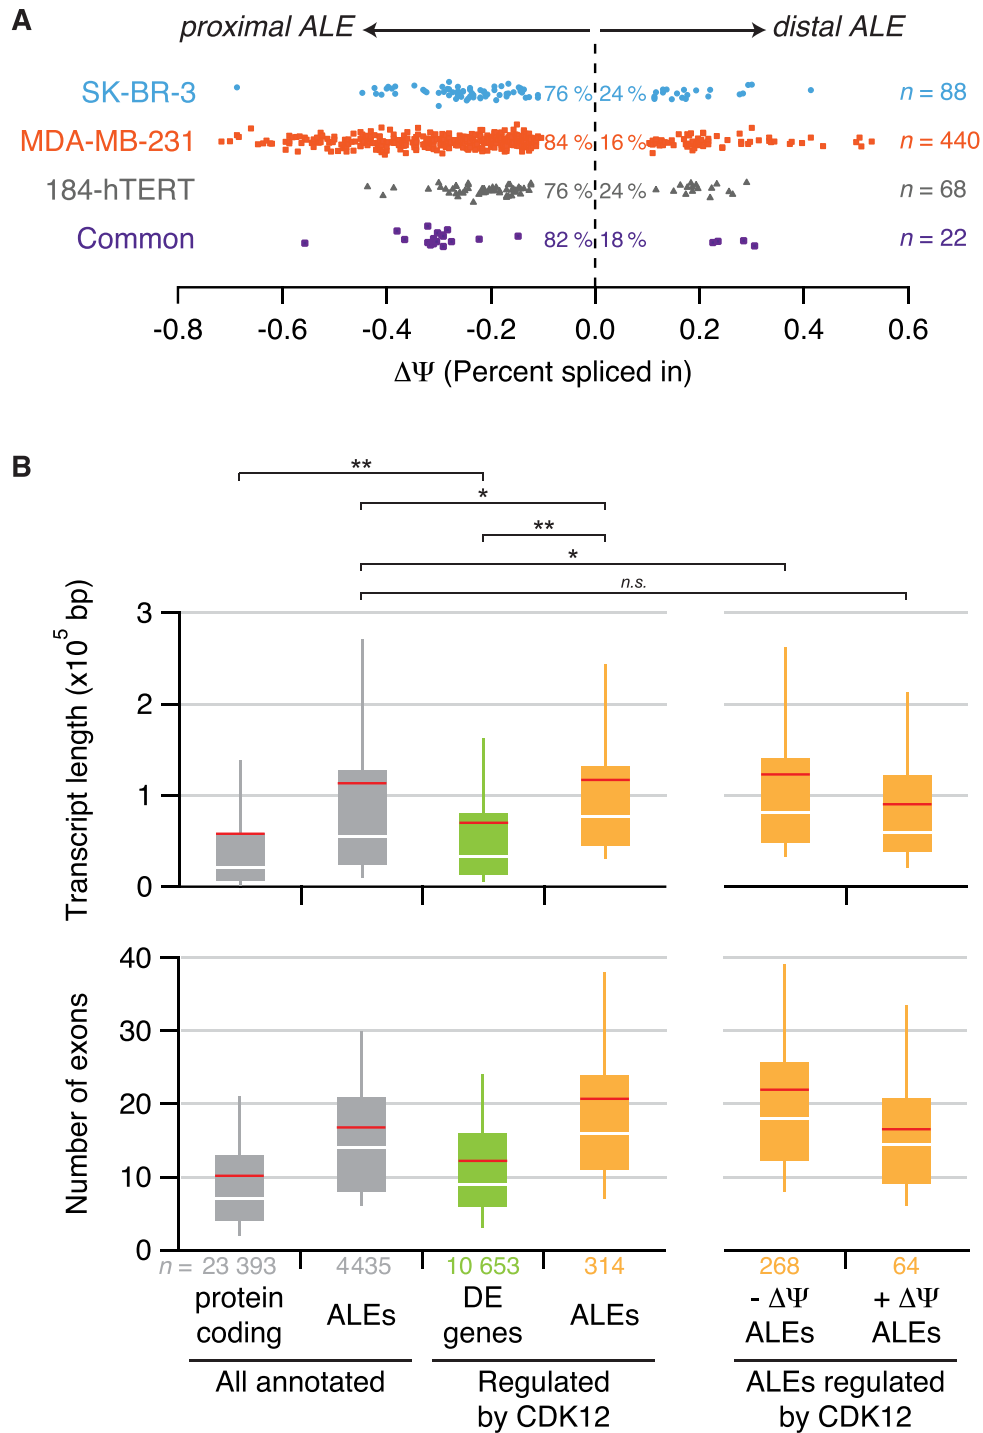 A
proximal ALE distal ALE
SK-BR-3 76 % 24 % n = 88
MDA-MB-231 84 % 16 % n = 440
184-hTERT 76 % 24 % n = 68
Common 82 % 18 % n = 22
-0.8 -0.6 -0.4 -0.2 0.0 0.2 0.4 0.6
ΔΨ (Percent spliced in)
B
**
*
**
*
n.s.
Transcript length (x10⁵ bp)
3
2
1
0
Number of exons
40
30
20
10
0
n = 23 393 4435 10 653 314 268 64
protein coding
ALEs
DE genes
ALEs
- ΔΨ ALEs
+ ΔΨ ALEs
All annotated
Regulated by CDK12
ALEs regulated by CDK12